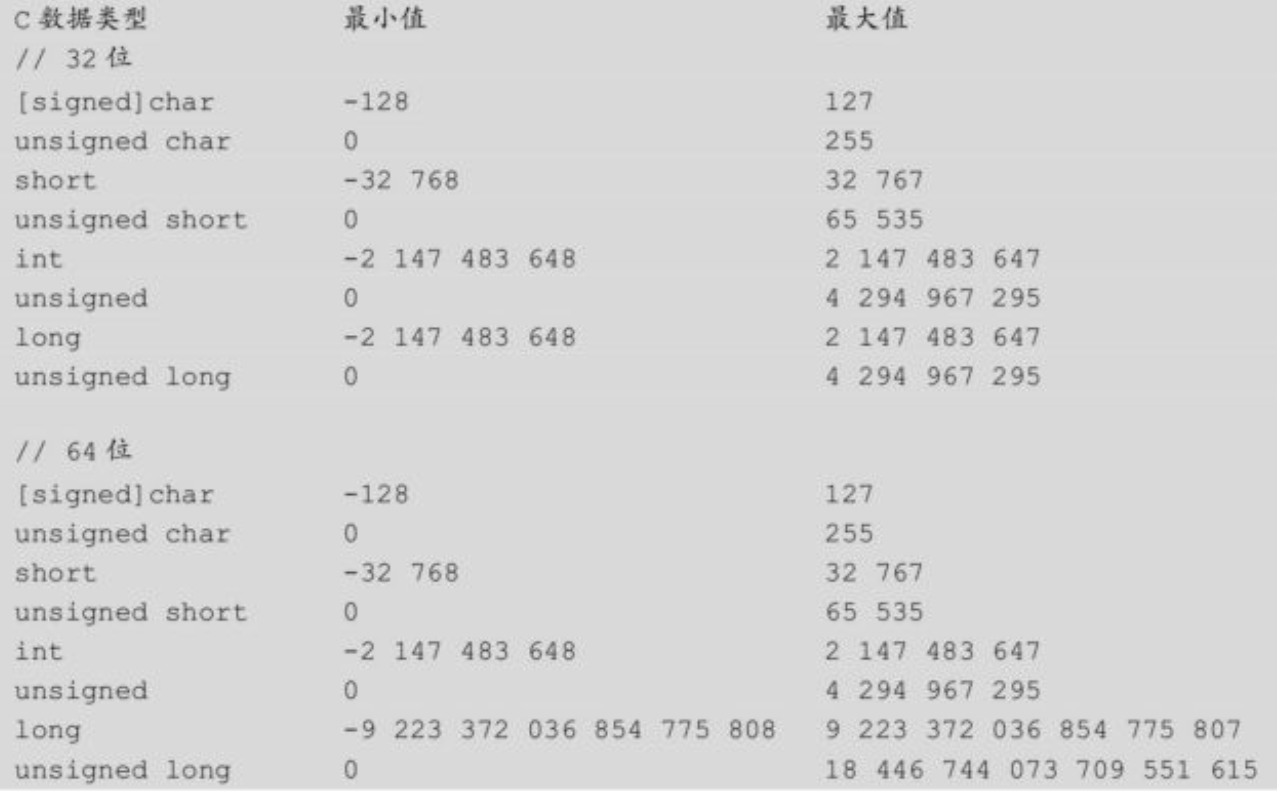 C 数据类型 最小值 最大值
// 32 位
[signed]char -128 127
unsigned char 0 255
short -32 768 32 767
unsigned short 0 65 535
int -2 147 483 648 2 147 483 647
unsigned 0 4 294 967 295
long -2 147 483 648 2 147 483 647
unsigned long 0 4 294 967 295
// 64 位
[signed]char -128 127
unsigned char 0 255
short -32 768 32 767
unsigned short 0 65 535
int -2 147 483 648 2 147 483 647
unsigned 0 4 294 967 295
long -9 223 372 036 854 775 808 9 223 372 036 854 775 807
unsigned long 0 18 446 744 073 709 551 615